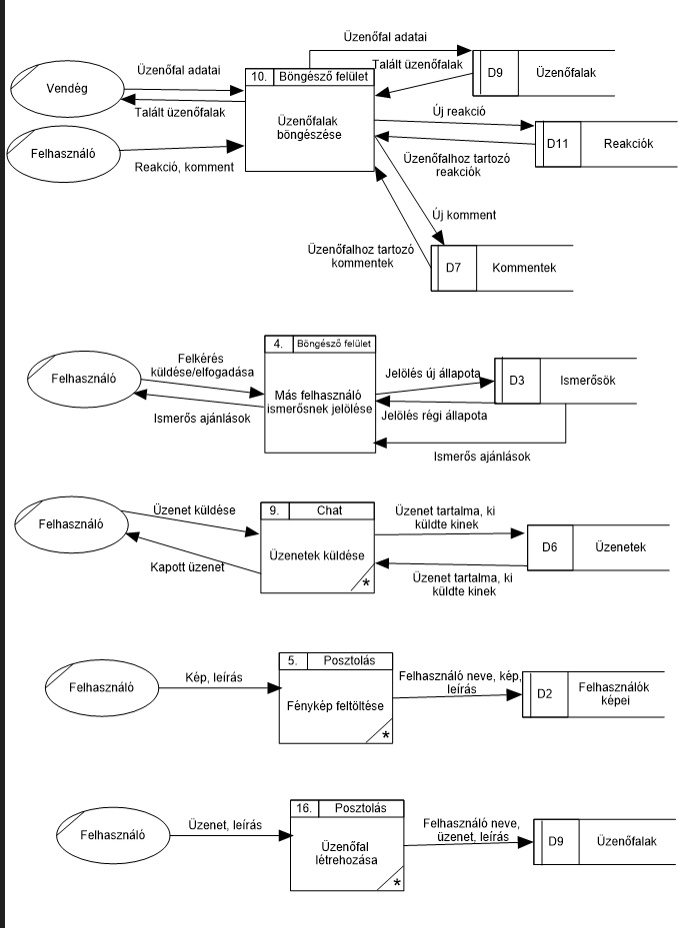 Üzenőfal adatai
Üzenőfal adatai
Talált üzenőfalak
Vendég
10.
Böngésző felület
D9
Üzenőfalak
Talált üzenőfalak
Üzenőfalak
böngészése
Új reakció
Felhasználó
D11
Reakciók
Reakció, komment
Üzenőfalhoz tartozó
reakciók
Új komment
Üzenőfalhoz tartozó
kommentek
D7
Kommentek
4.
Böngésző felület
Felkérés
küldése/elfogadása
Felhasználó
Jelölés új állapota
D3
Ismerősök
Más felhasználó
ismerősnek jelölése
Ismerős ajánlások
Jelölés régi állapota
Ismerős ajánlások
Üzenet küldése
9.
Chat
Üzenet tartalma, ki
küldte kinek
Felhasználó
Üzenetek küldése
D6
Üzenetek
Kapott üzenet
*
Üzenet tartalma, ki
küldte kinek
5.
Posztolás
Kép, leírás
Felhasználó neve, kép,
leírás
Felhasználó
Fénykép feltöltése
D2
Felhasználók
képei
*
16.
Posztolás
Üzenet, leírás
Felhasználó neve,
üzenet, leírás
Felhasználó
Üzenőfal
létrehozása
D9
Üzenőfalak
*